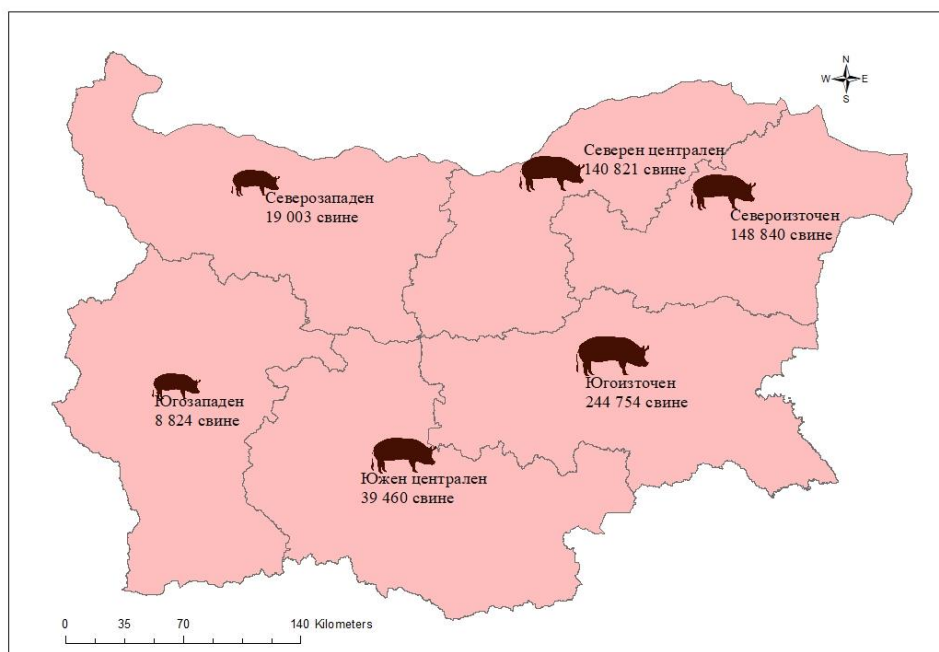 N
W E
S
Северен централен
140 821 свине
Северозападен
19 003 свине
Североизточен
148 840 свине
Югоизточен
244 754 свине
Югозападен
8 824 свине
Южен централен
39 460 свине
0 35 70 140 Kilometers